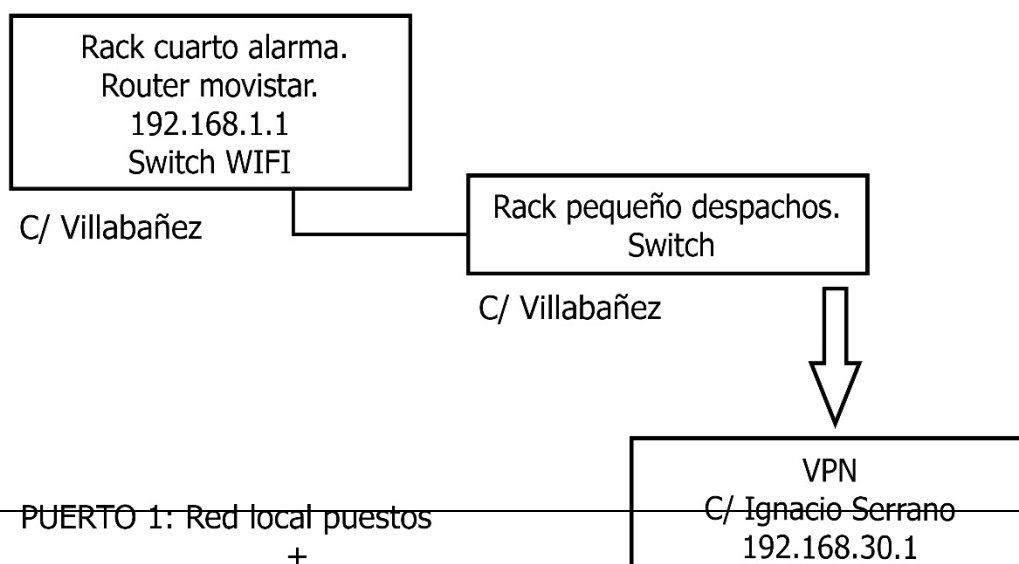 Rack cuarto alarma.
Router movistar.
192.168.1.1
Switch WIFI
C/ Villabañez
Rack pequeño despachos.
Switch
C/ Villabañez
VPN
C/ Ignacio Serrano
192.168.30.1
PUERTO 1: Red local puestos
+